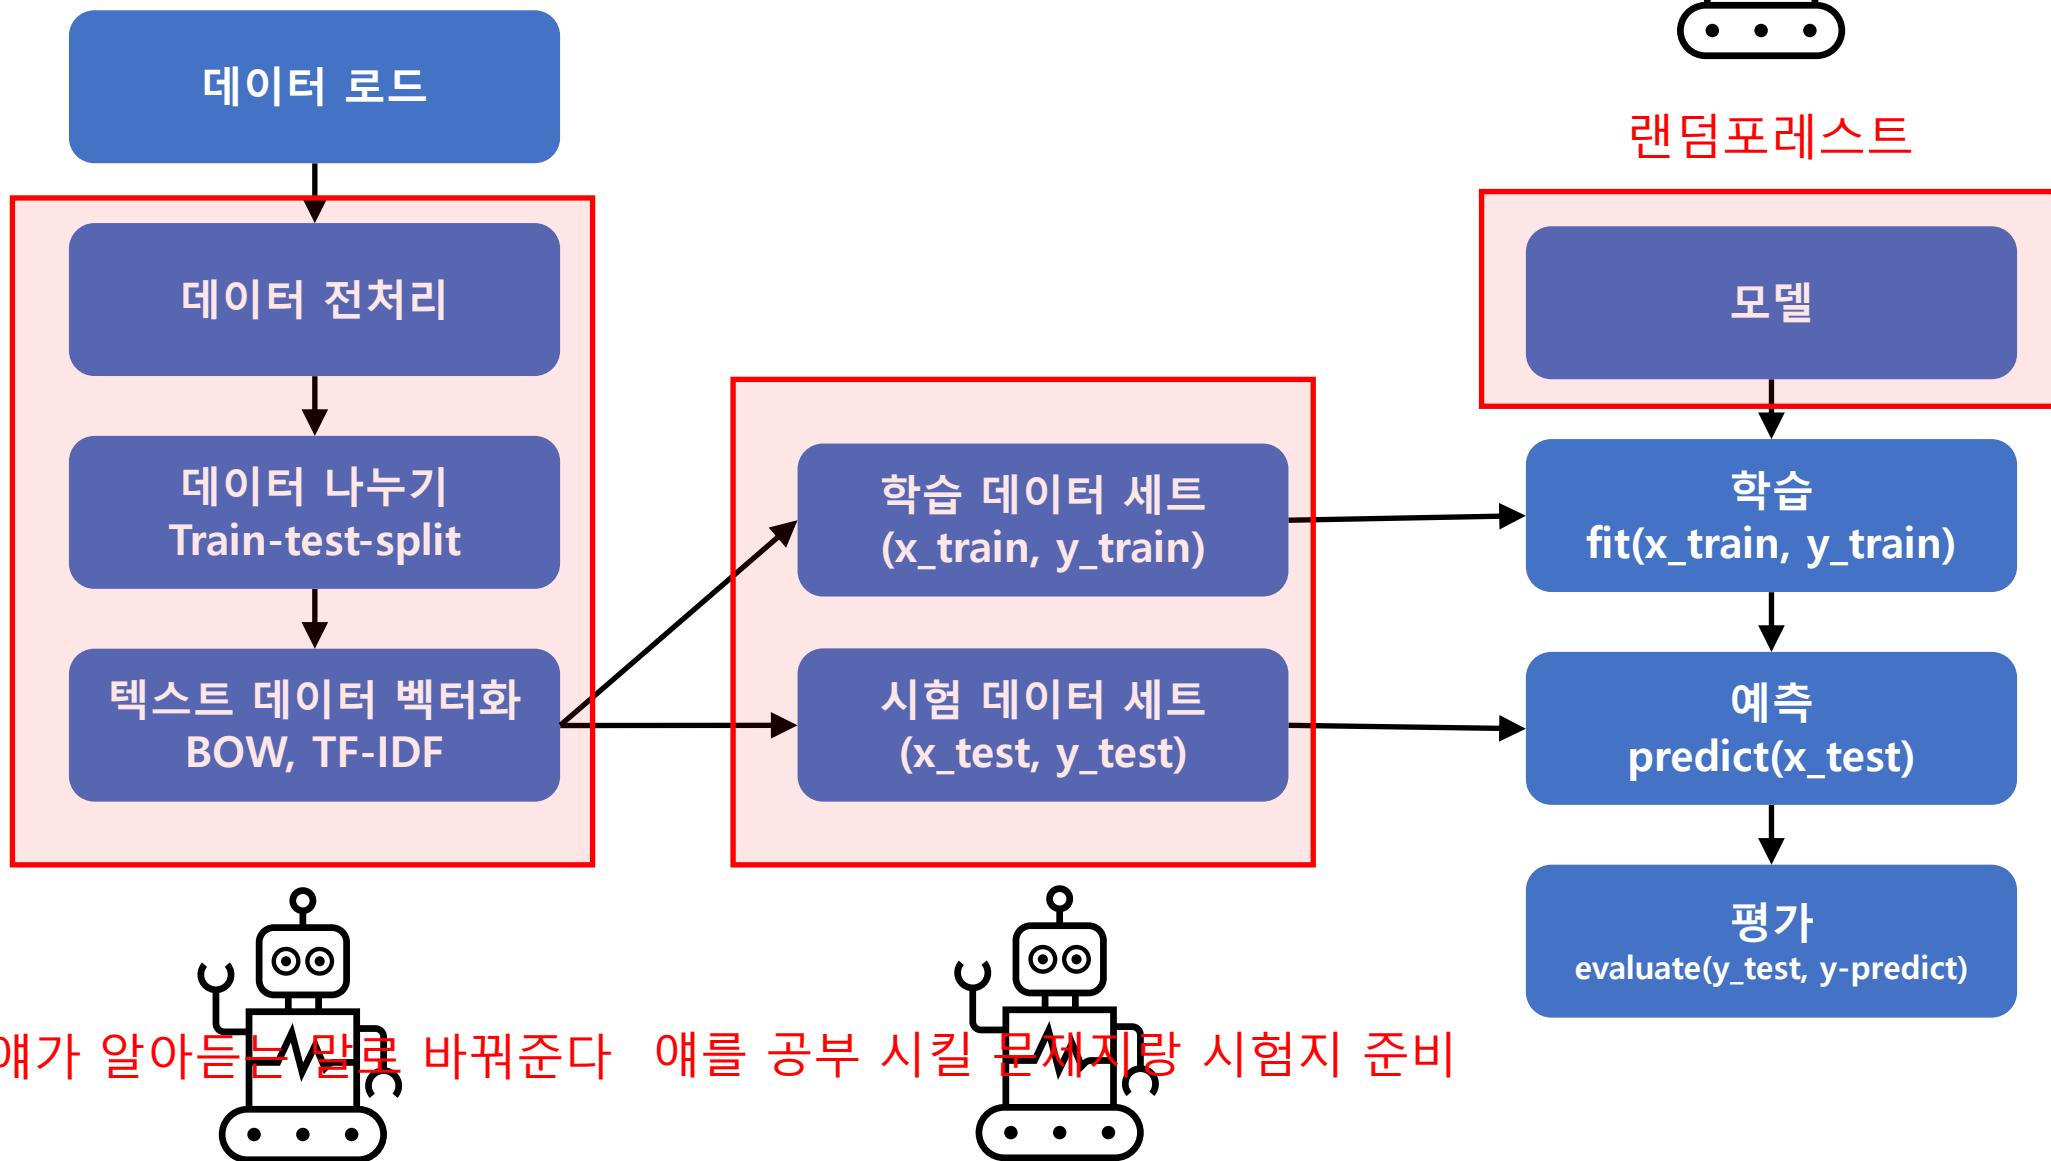 데이터 로드
데이터 전처리
데이터 나누기
Train-test-split
텍스트 데이터 벡터화
BOW, TF-IDF
얘가 알아듣는 말로 바꿔준다
학습 데이터 세트
(x_train, y_train)
시험 데이터 세트
(x_test, y_test)
얘를 공부 시킬 문제지랑 시험지 준비
랜덤포레스트
모델
학습
fit(x_train, y_train)
예측
predict(x_test)
평가
evaluate(y_test, y-predict)